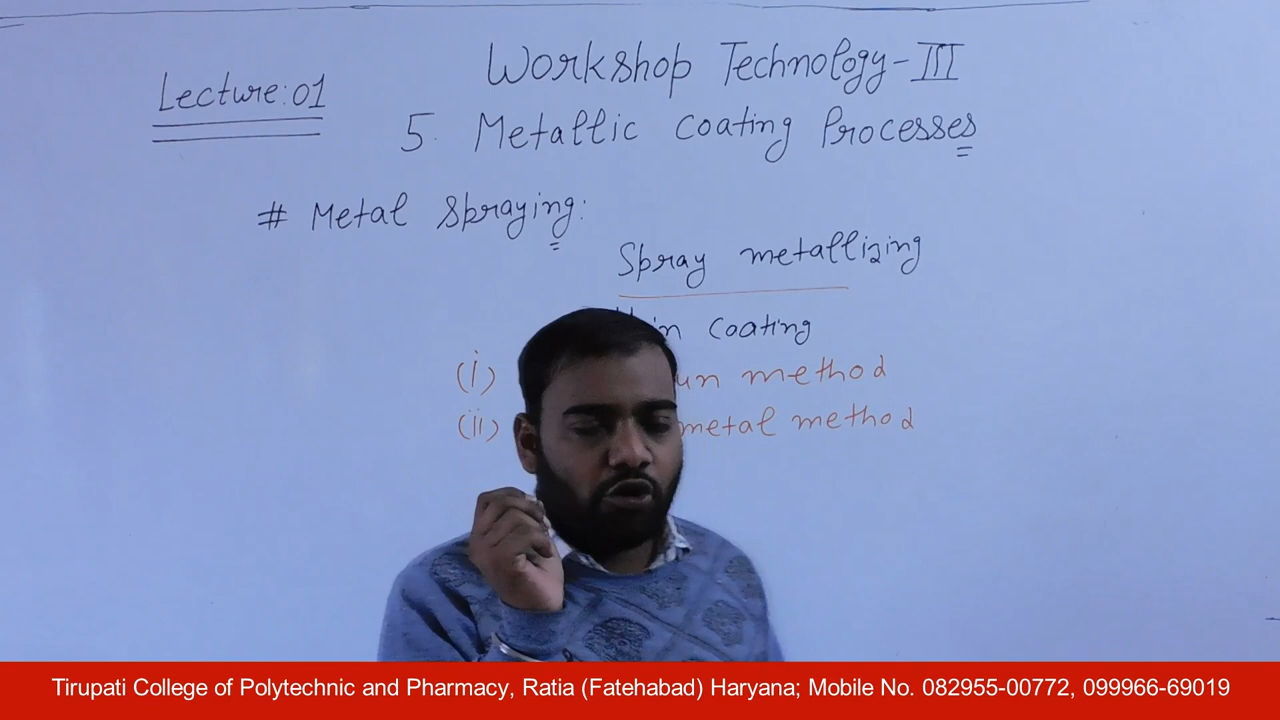 Workshop Technology-III
Lecture:01
5. Metallic Coating Processes
# Metal Spraying:
Spray metallizing
coating
(i) method
(ii) metal method
Tirupati College of Polytechnic and Pharmacy, Ratia (Fatehabad) Haryana; Mobile No. 082955-00772, 099966-69019